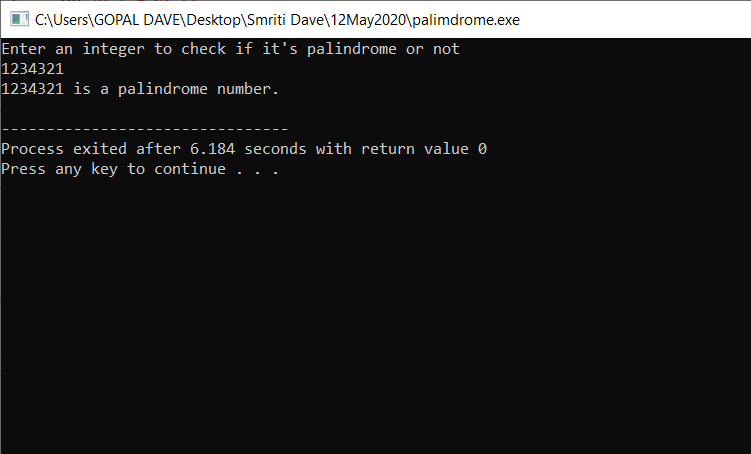 C:\Users\GOPAL DAVE\Desktop\Smriti Dave\12May2020\palimdrome.exe
Enter an integer to check if it's palindrome or not
1234321
1234321 is a palindrome number.
--------------------------------
Process exited after 6.184 seconds with return value 0
Press any key to continue . . .